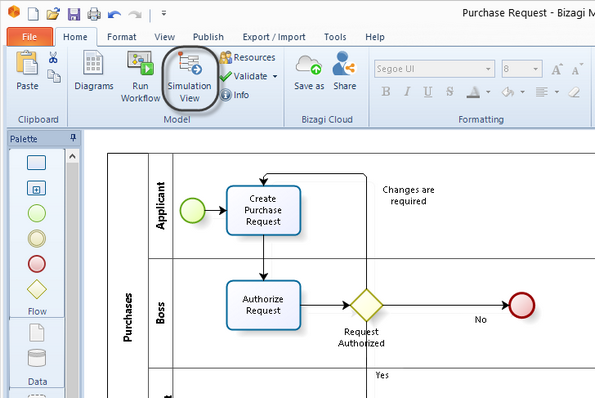 Purchase Request - Bizagi M
File Home Format View Publish Export / Import Tools Help
Paste
Clipboard
Diagrams
Run
Workflow
Simulation
View
Resources
Validate
Info
Model
Save as
Share
Bizagi Cloud
Segoe UI
8
A A
B I U S A
Formatting
Palette
Flow
Data
Purchases
Applicant
Create
Purchase
Request
Changes are
required
Boss
Authorize
Request
Request
Authorized
No
Yes